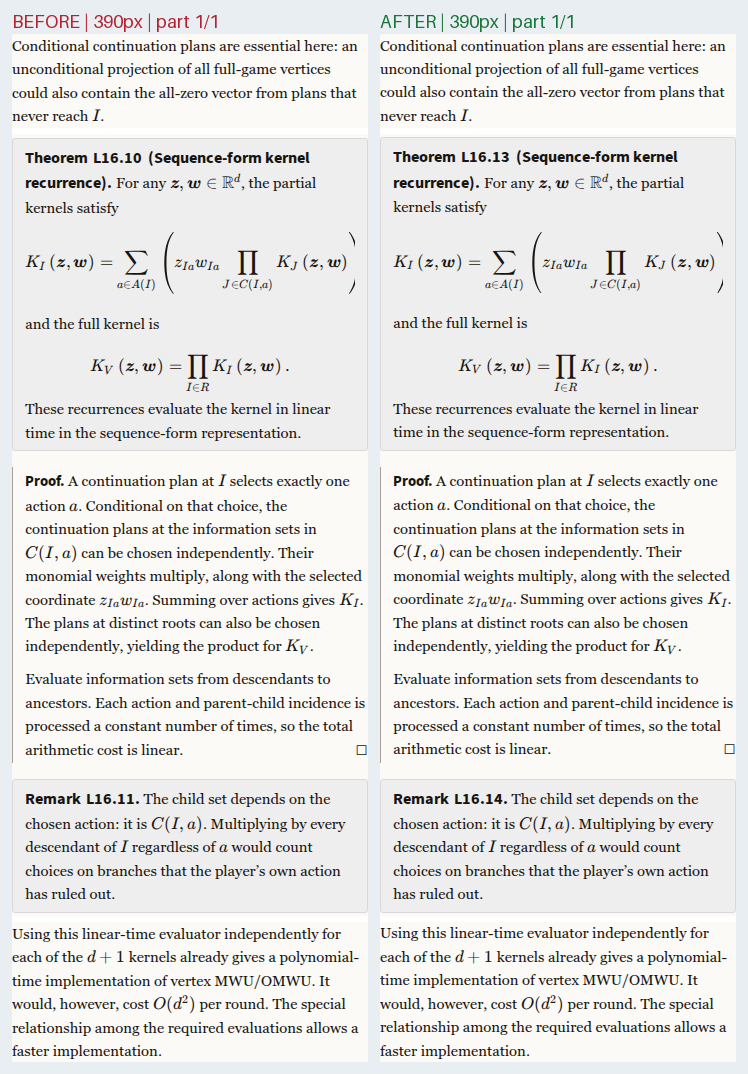 BEFORE | 390px | part 1/1
Conditional continuation plans are essential here: an
unconditional projection of all full-game vertices
could also contain the all-zero vector from plans that
never reach I.
Theorem L16.10 (Sequence-form kernel
recurrence). For any z, w ∈ ℝᵈ, the partial
kernels satisfy
K_I (z, w) = ∑_{a∈A(I)} ( z_{Ia} w_{Ia} ∏_{J∈C(I,a)} K_J (z, w) )
and the full kernel is
K_V (z, w) = ∏_{I∈R} K_I (z, w) .
These recurrences evaluate the kernel in linear
time in the sequence-form representation.
Proof. A continuation plan at I selects exactly one
action a. Conditional on that choice, the
continuation plans at the information sets in
C(I, a) can be chosen independently. Their
monomial weights multiply, along with the selected
coordinate z_{Ia} w_{Ia}. Summing over actions gives K_I.
The plans at distinct roots can also be chosen
independently, yielding the product for K_V.
Evaluate information sets from descendants to
ancestors. Each action and parent-child incidence is
processed a constant number of times, so the total
arithmetic cost is linear. □
Remark L16.11. The child set depends on the
chosen action: it is C(I, a). Multiplying by every
descendant of I regardless of a would count
choices on branches that the player’s own action
has ruled out.
Using this linear-time evaluator independently for
each of the d + 1 kernels already gives a polynomial-
time implementation of vertex MWU/OMWU. It
would, however, cost O(d²) per round. The special
relationship among the required evaluations allows a
faster implementation.
AFTER | 390px | part 1/1
Conditional continuation plans are essential here: an
unconditional projection of all full-game vertices
could also contain the all-zero vector from plans that
never reach I.
Theorem L16.13 (Sequence-form kernel
recurrence). For any z, w ∈ ℝᵈ, the partial
kernels satisfy
K_I (z, w) = ∑_{a∈A(I)} ( z_{Ia} w_{Ia} ∏_{J∈C(I,a)} K_J (z, w) )
and the full kernel is
K_V (z, w) = ∏_{I∈R} K_I (z, w) .
These recurrences evaluate the kernel in linear
time in the sequence-form representation.
Proof. A continuation plan at I selects exactly one
action a. Conditional on that choice, the
continuation plans at the information sets in
C(I, a) can be chosen independently. Their
monomial weights multiply, along with the selected
coordinate z_{Ia} w_{Ia}. Summing over actions gives K_I.
The plans at distinct roots can also be chosen
independently, yielding the product for K_V.
Evaluate information sets from descendants to
ancestors. Each action and parent-child incidence is
processed a constant number of times, so the total
arithmetic cost is linear. □
Remark L16.14. The child set depends on the
chosen action: it is C(I, a). Multiplying by every
descendant of I regardless of a would count
choices on branches that the player’s own action
has ruled out.
Using this linear-time evaluator independently for
each of the d + 1 kernels already gives a polynomial-
time implementation of vertex MWU/OMWU. It
would, however, cost O(d²) per round. The special
relationship among the required evaluations allows a
faster implementation.